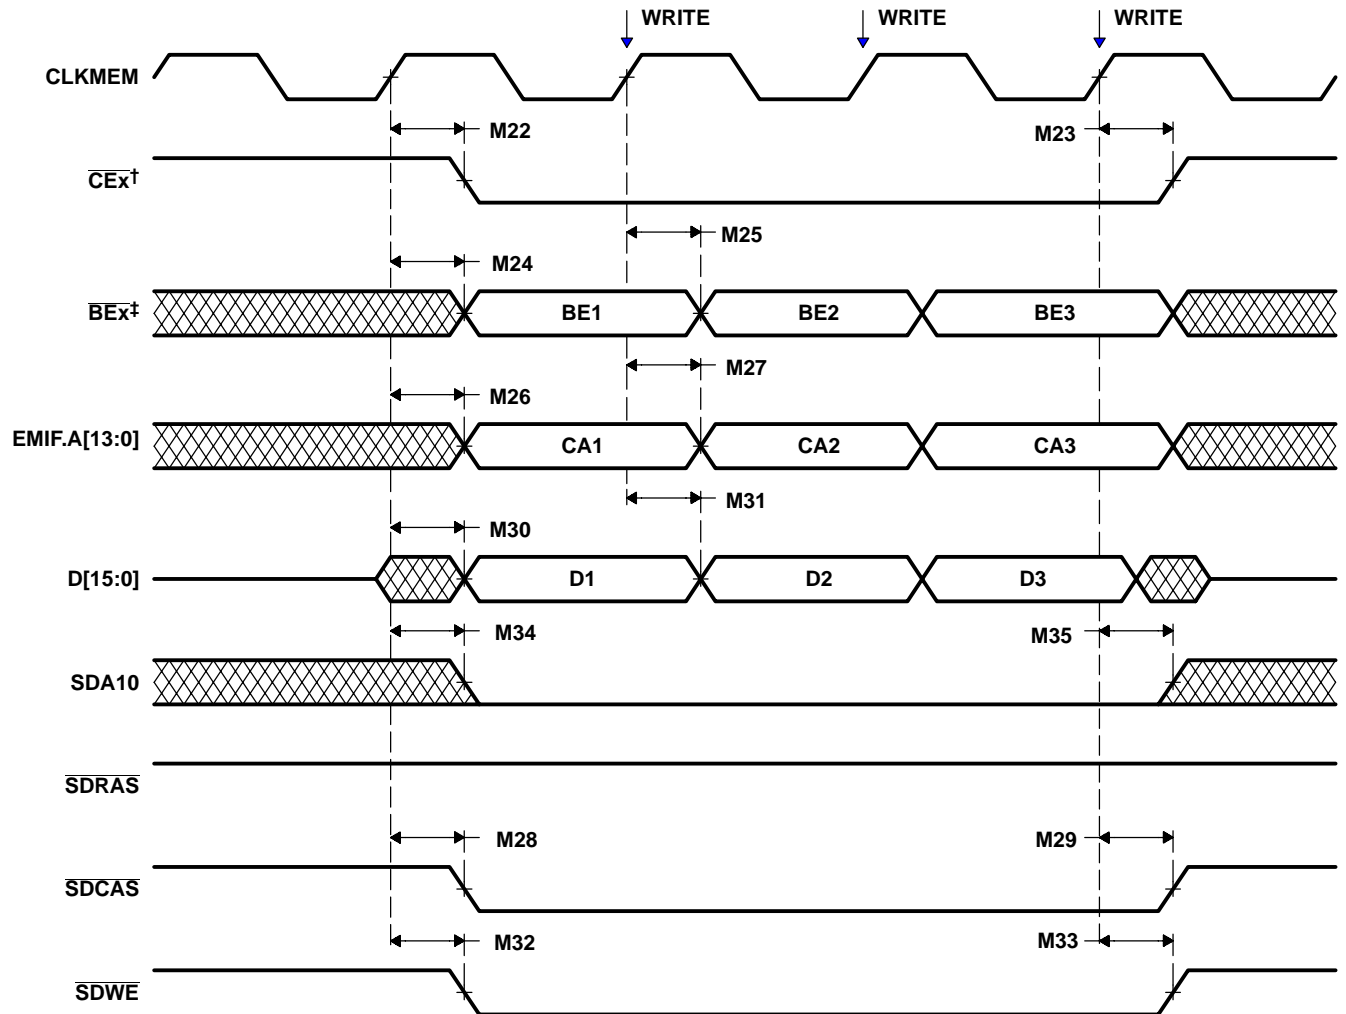 WRITE WRITE WRITE
CLKMEM
M22 M23
CEx†
M25
M24
BEx‡ BE1 BE2 BE3
M27
M26
EMIF.A[13:0] CA1 CA2 CA3
M31
M30
D[15:0] D1 D2 D3
M34 M35
SDA10
SDRAS
M28 M29
SDCAS
M32 M33
SDWE